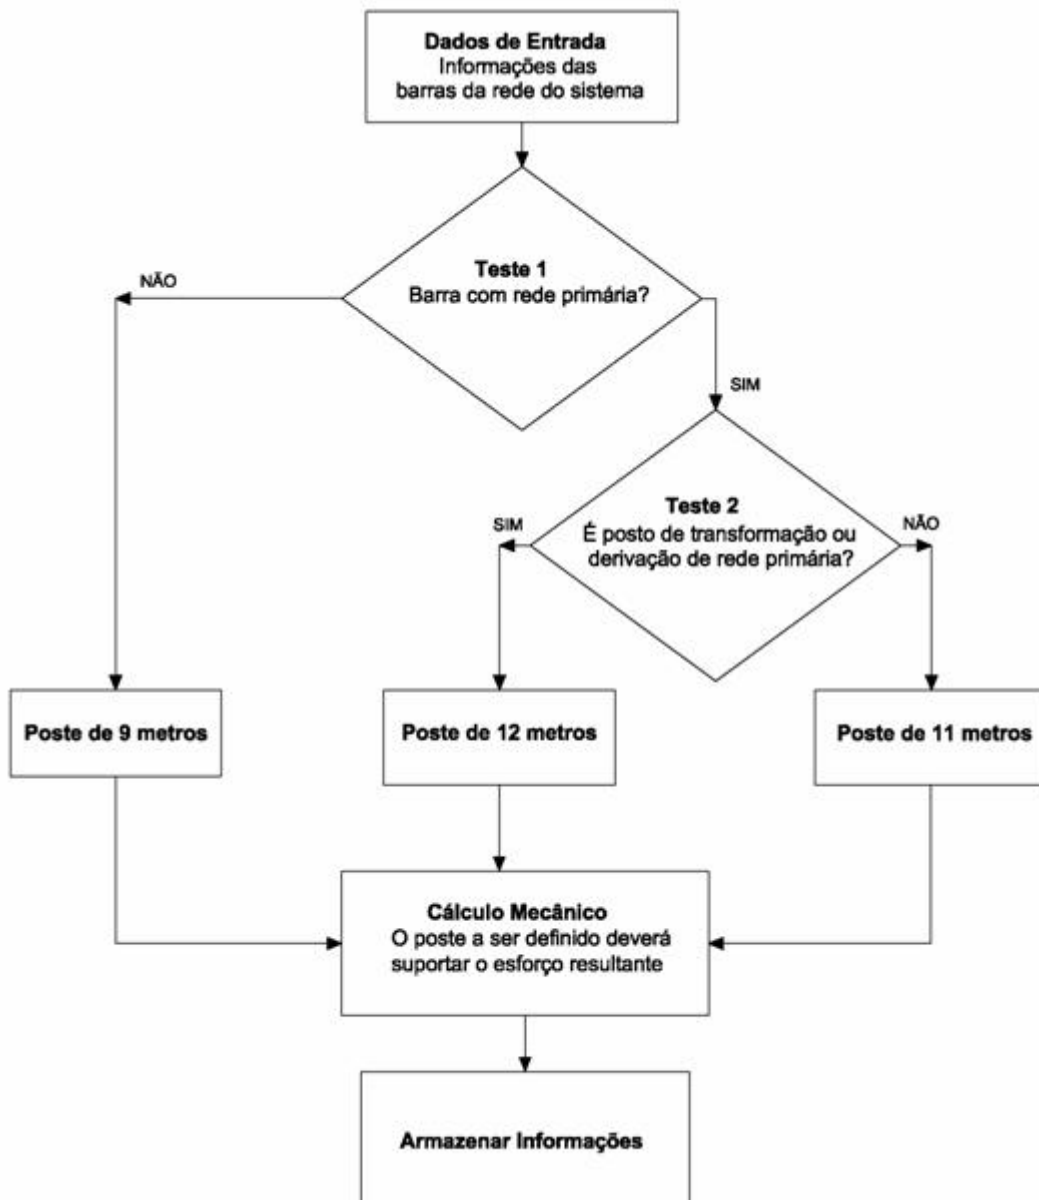 Dados de Entrada
Informações das
barras da rede do sistema
Teste 1
Barra com rede primária?
NÃO
SIM
Teste 2
É posto de transformação ou
derivação de rede primária?
SIM
NÃO
Poste de 9 metros
Poste de 12 metros
Poste de 11 metros
Cálculo Mecânico
O poste a ser definido deverá
suportar o esforço resultante
Armazenar Informações